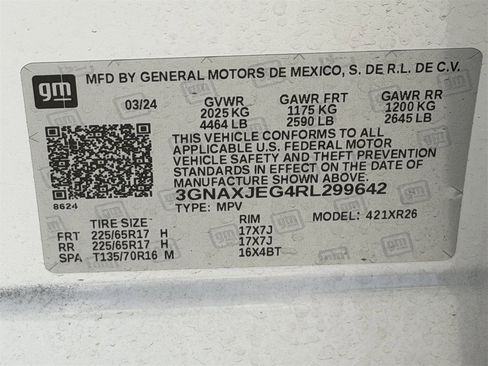 gm
MFD BY GENERAL MOTORS DE MEXICO, S. DE R.L. DE C.V.
03/24 GVWR GAWR FRT GAWR RR
2025 KG 1175 KG 1200 KG
4464 LB 2590 LB 2645 LB
THIS VEHICLE CONFORMS TO ALL
APPLICABLE U.S. FEDERAL MOTOR
VEHICLE SAFETY AND THEFT PREVENTION
STANDARDS IN EFFECT ON THE DATE OF
MANUFACTURE SHOWN ABOVE.
3GNAXJEG4RL299642
8624
TYPE: MPV MODEL: 421XR26
TIRE SIZE RIM
FRT 225/65R17 H 17X7J
RR 225/65R17 H 17X7J
SPA T135/70R16 M 16X4BT